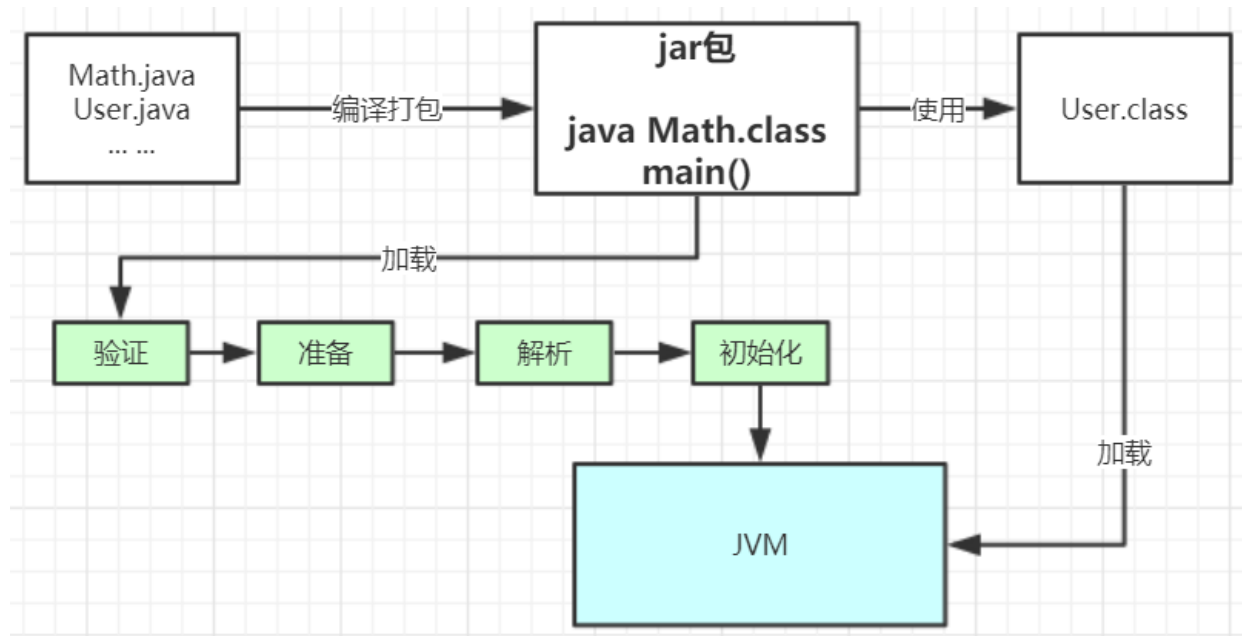 Math.java
User.java
... ...
编译打包
jar包
java Math.class
main()
使用
User.class
加载
验证
准备
解析
初始化
加载
JVM